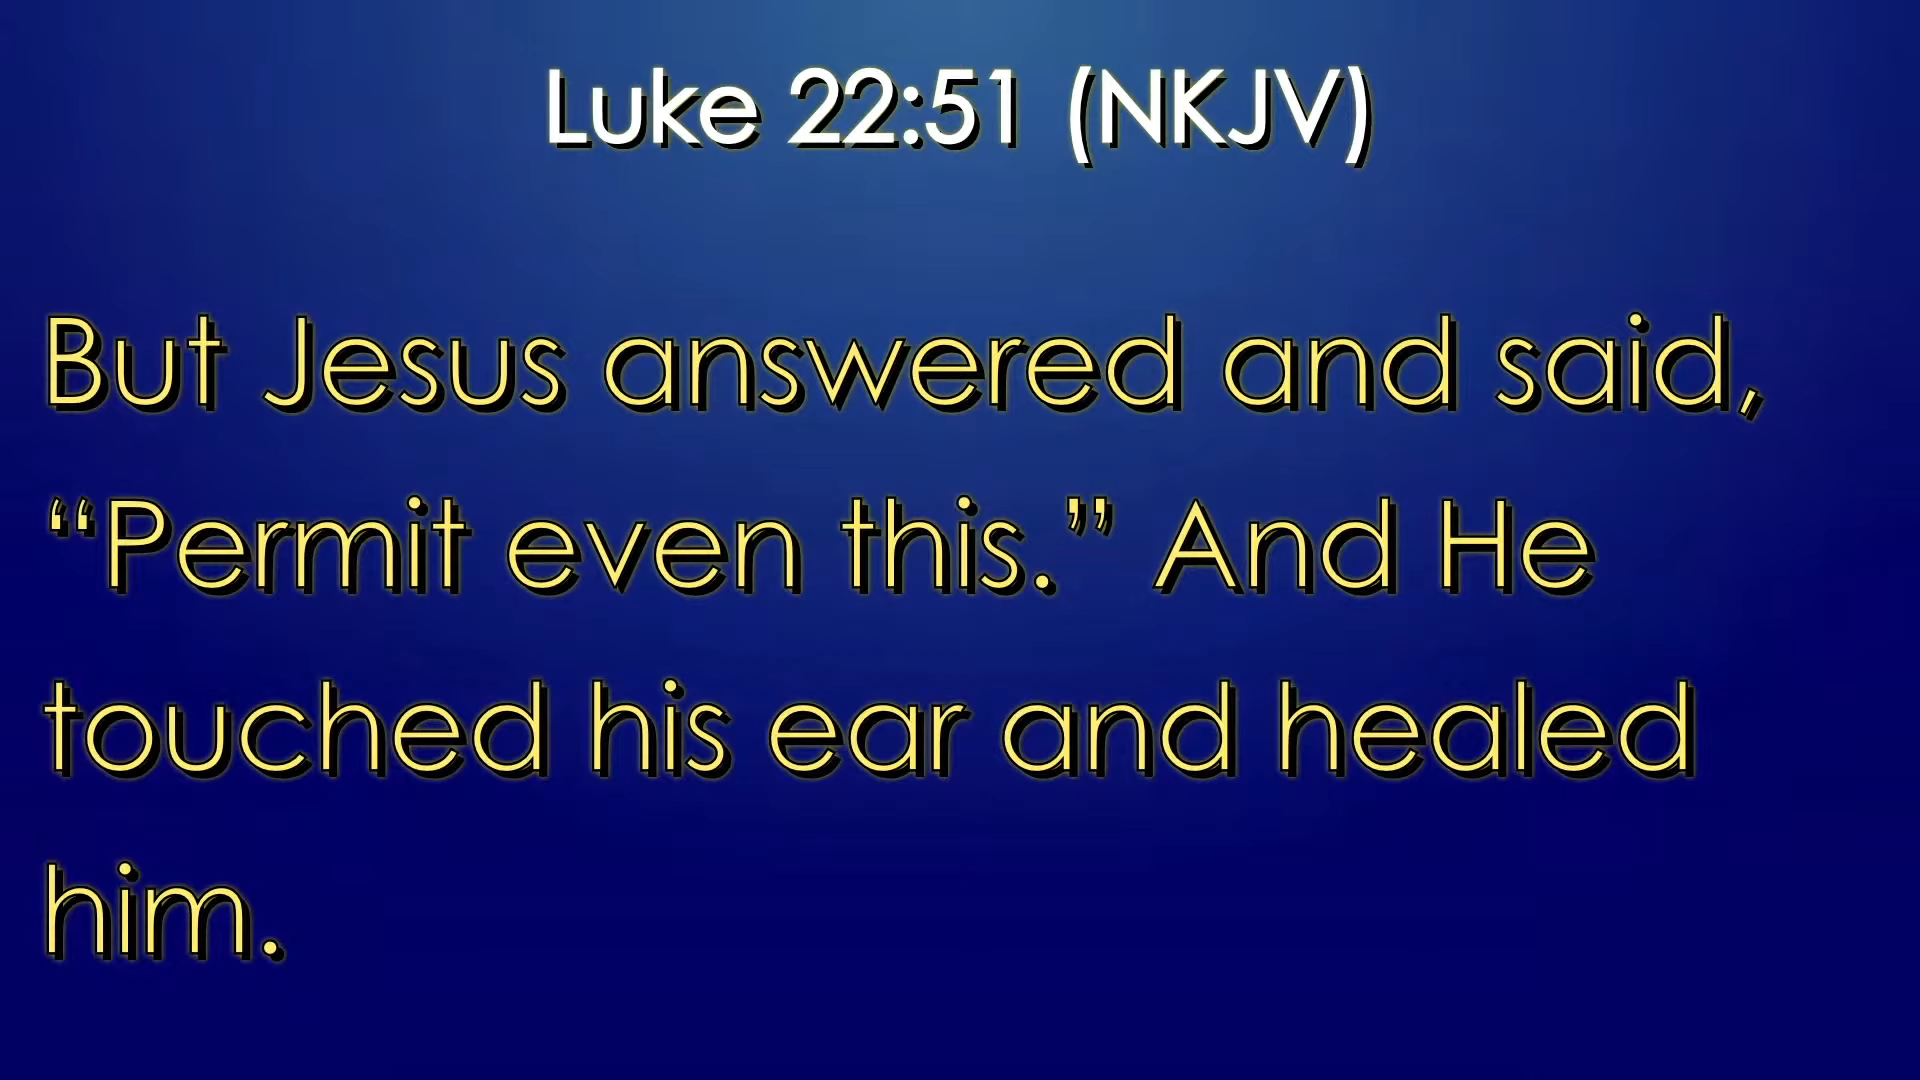 Luke 22:51 (NKJV)
But Jesus answered and said,
“Permit even this.” And He
touched his ear and healed
him.